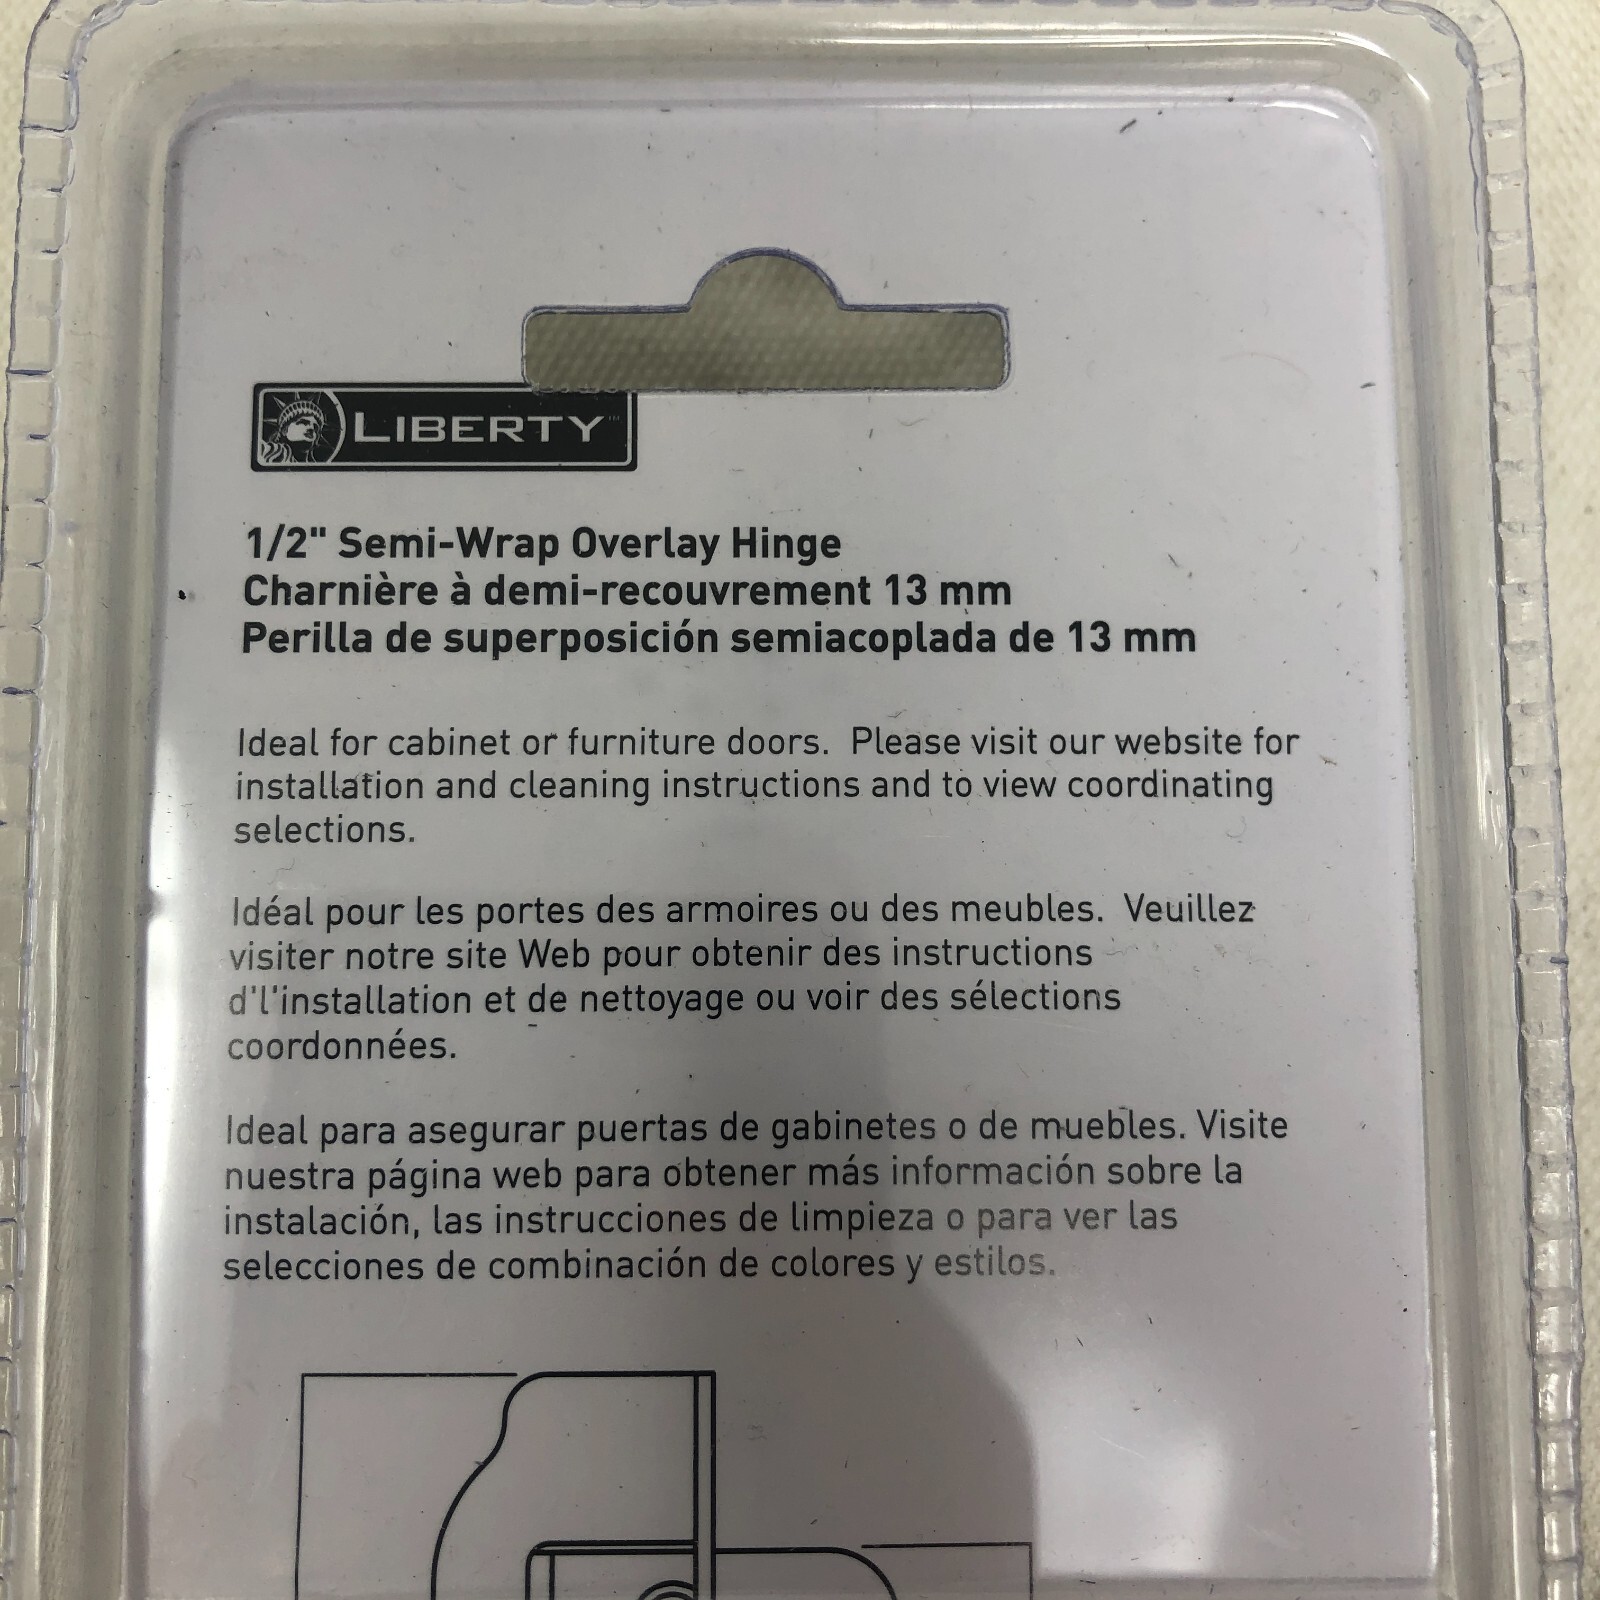 LIBERTY™
1/2" Semi-Wrap Overlay Hinge
Charnière à demi-recouvrement 13 mm
Perilla de superposición semiacoplada de 13 mm
Ideal for cabinet or furniture doors.  Please visit our website for
installation and cleaning instructions and to view coordinating
selections.
Idéal pour les portes des armoires ou des meubles.  Veuillez
visiter notre site Web pour obtenir des instructions
d'l'installation et de nettoyage ou voir des sélections
coordonnées.
Ideal para asegurar puertas de gabinetes o de muebles. Visite
nuestra página web para obtener más información sobre la
instalación, las instrucciones de limpieza o para ver las
selecciones de combinación de colores y estilos.